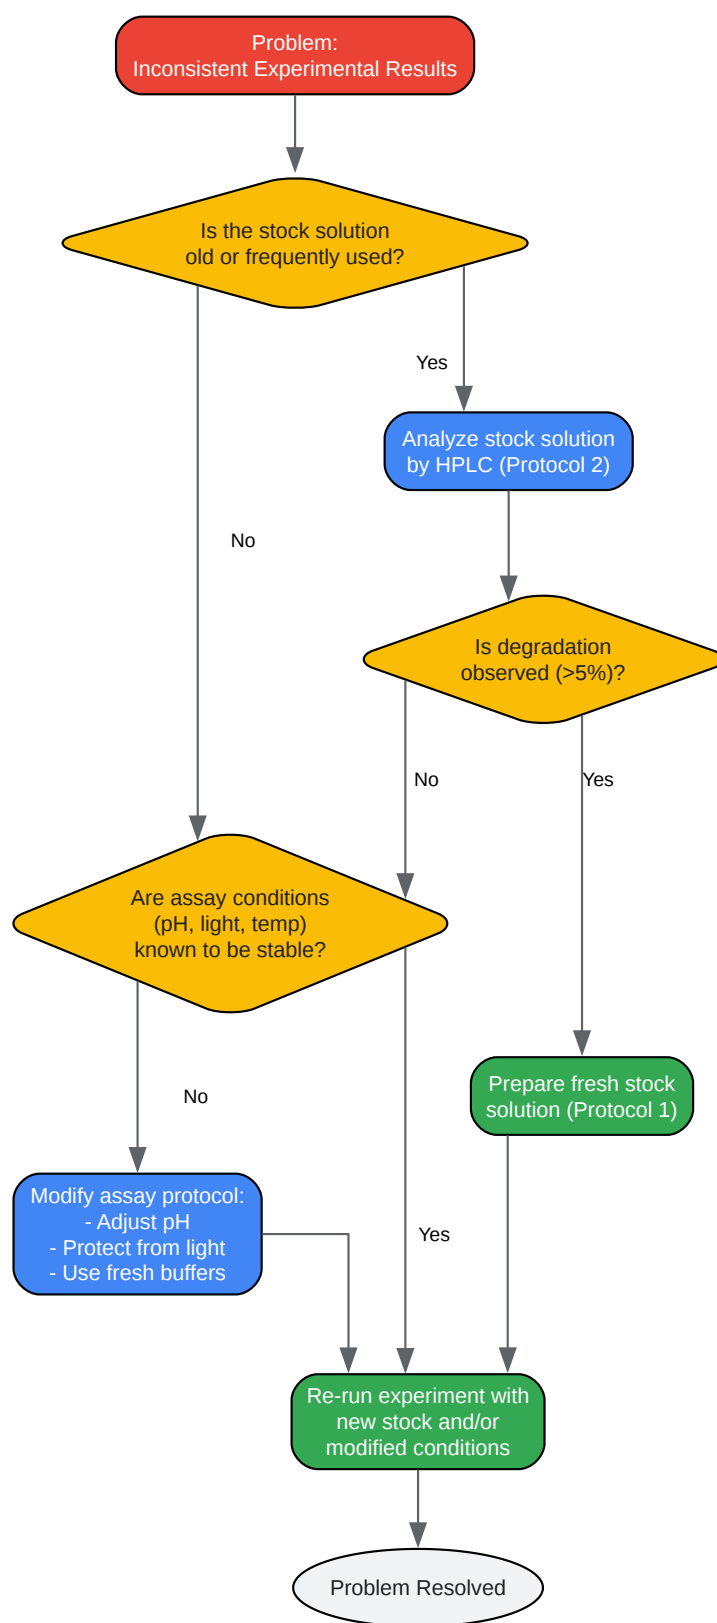 Problem:
Inconsistent Experimental Results
Is the stock solution
old or frequently used?
Yes
Analyze stock solution
by HPLC (Protocol 2)
No
Is degradation
observed (>5%)?
No
Yes
Are assay conditions
(pH, light, temp)
known to be stable?
Prepare fresh stock
solution (Protocol 1)
No
Modify assay protocol:
- Adjust pH
- Protect from light
- Use fresh buffers
Yes
Re-run experiment with
new stock and/or
modified conditions
Problem Resolved